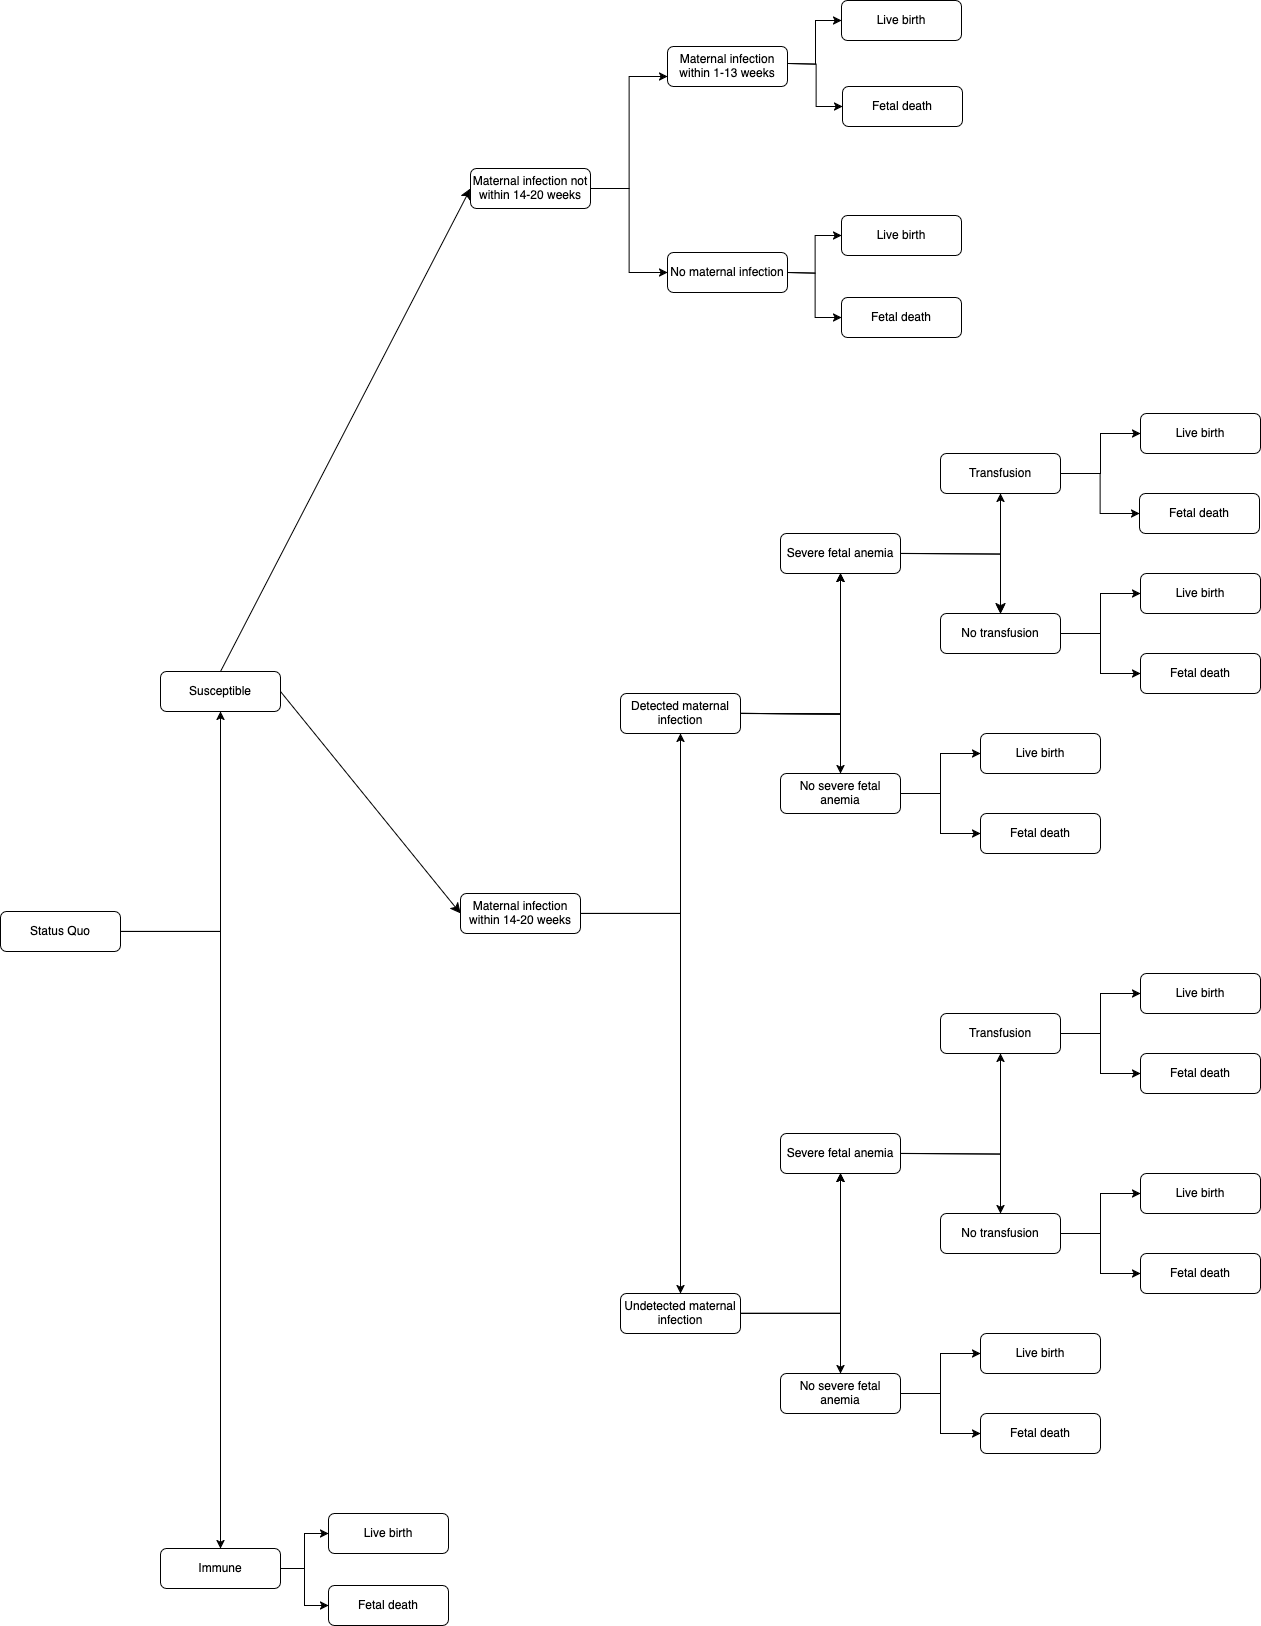 Live birth
Maternal infection
within 1-13 weeks
Fetal death
Maternal infection not
within 14-20 weeks
Live birth
No maternal infection
Fetal death
Live birth
Transfusion
Fetal death
Severe fetal anemia
Live birth
No transfusion
Fetal death
Susceptible
Detected maternal
infection
Live birth
No severe fetal
anemia
Fetal death
Maternal infection
within 14-20 weeks
Status Quo
Live birth
Transfusion
Fetal death
Severe fetal anemia
Live birth
No transfusion
Fetal death
Undetected maternal
infection
Live birth
No severe fetal
anemia
Fetal death
Live birth
Immune
Fetal death